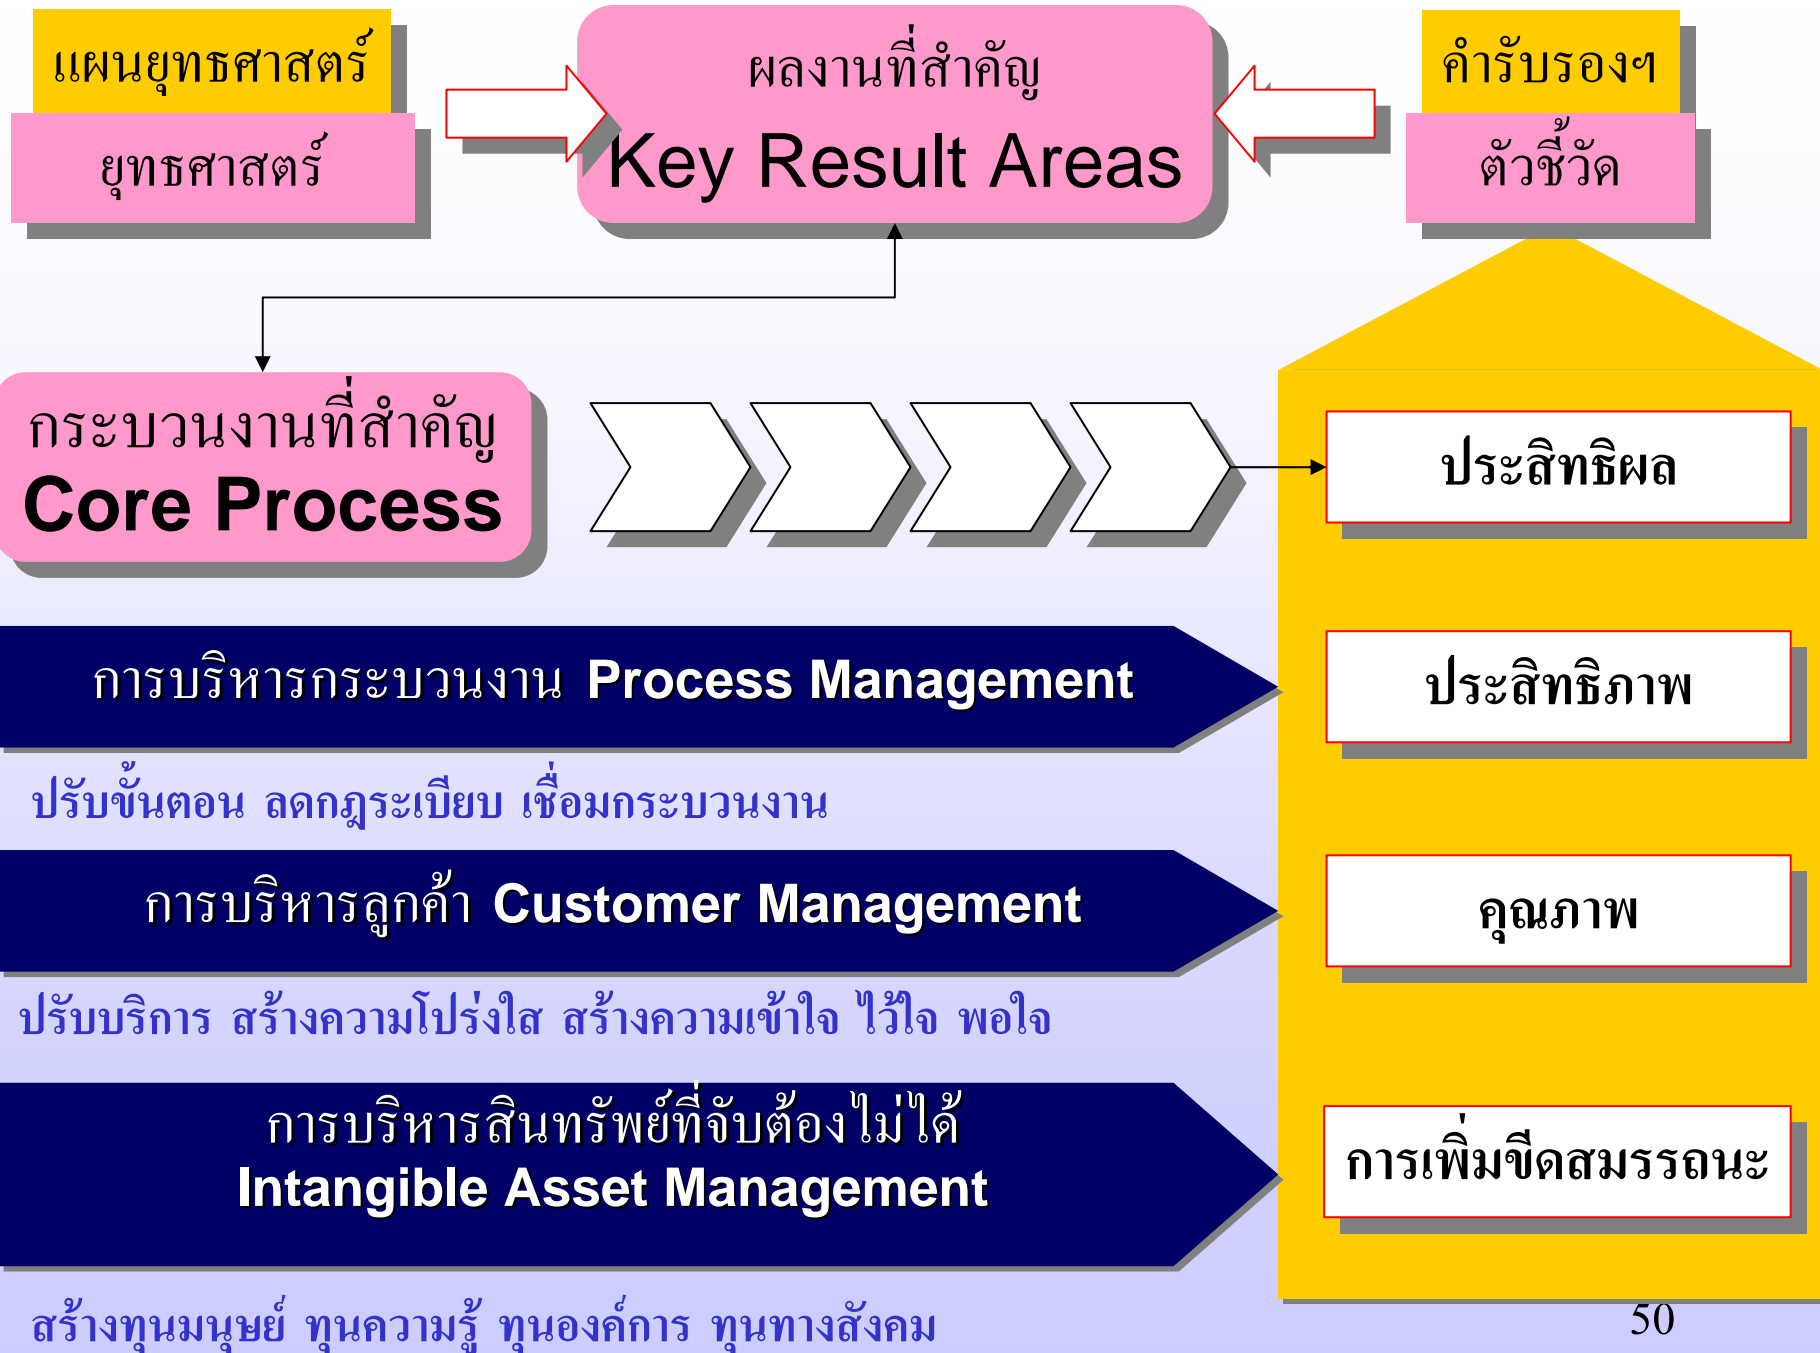 แผนยุทธศาสตร์
ยุทธศาสตร์
ผลงานที่สำคัญ
Key Result Areas
คำรับรองฯ
ตัวชี้วัด
กระบวนงานที่สำคัญ
Core Process
ประสิทธิผล
การบริหารกระบวนงาน Process Management
ประสิทธิภาพ
ปรับขั้นตอน ลดกฎระเบียบ เชื่อมกระบวนงาน
การบริหารลูกค้า Customer Management
คุณภาพ
ปรับบริการ สร้างความโปร่งใส สร้างความเข้าใจ ไว้ใจ พอใจ
การบริหารสินทรัพย์ที่จับต้องไม่ได้
Intangible Asset Management
การเพิ่มขีดสมรรถนะ
สร้างทุนมนุษย์ ทุนความรู้ ทุนองค์การ ทุนทางสังคม
50